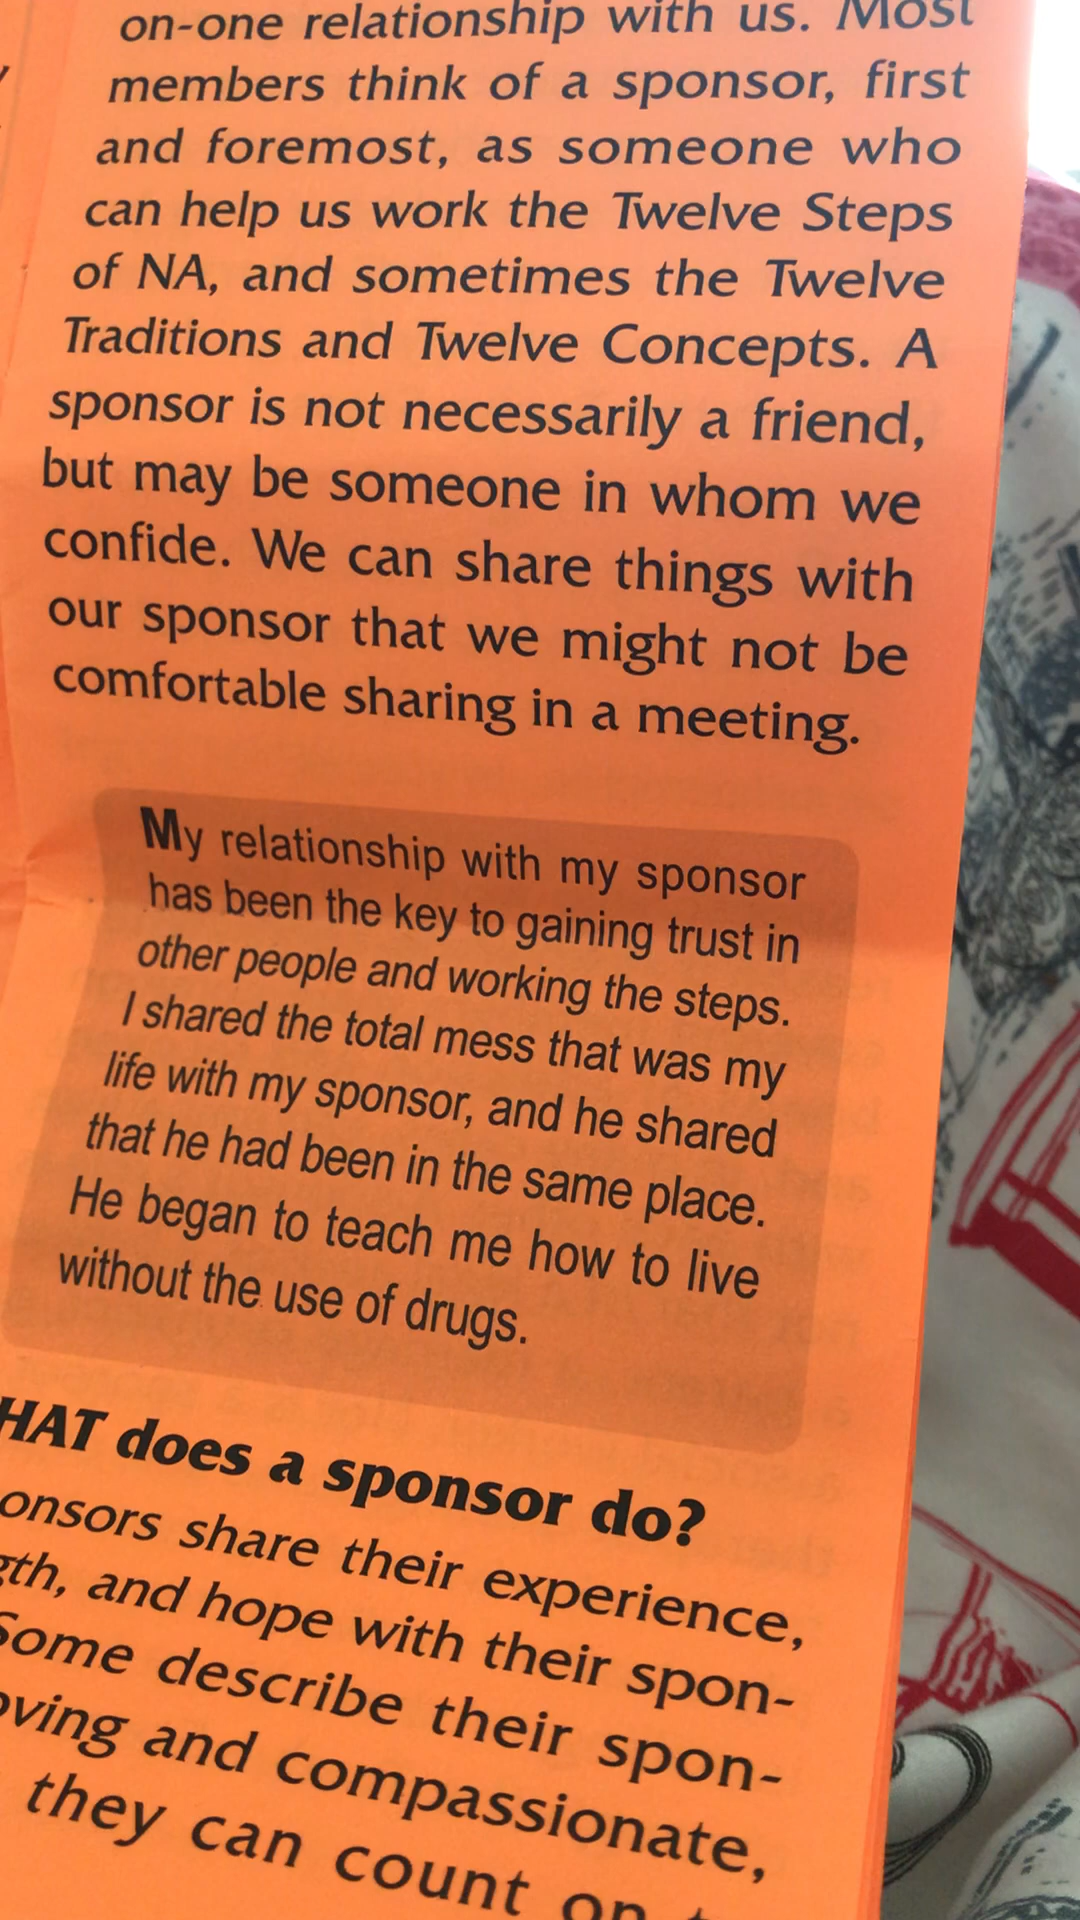 on-one relationship with us. Most
members think of a sponsor, first
and foremost, as someone who
can help us work the Twelve Steps
of NA, and sometimes the Twelve
Traditions and Twelve Concepts. A
sponsor is not necessarily a friend,
but may be someone in whom we
confide. We can share things with
our sponsor that we might not be
comfortable sharing in a meeting.
My relationship with my sponsor
has been the key to gaining trust in
other people and working the steps.
I shared the total mess that was my
life with my sponsor, and he shared
that he had been in the same place.
He began to teach me how to live
without the use of drugs.
HAT does a sponsor do?
onsors share their experience,
gth, and hope with their spon-
Some describe their spon-
oving and compassionate,
they can count on